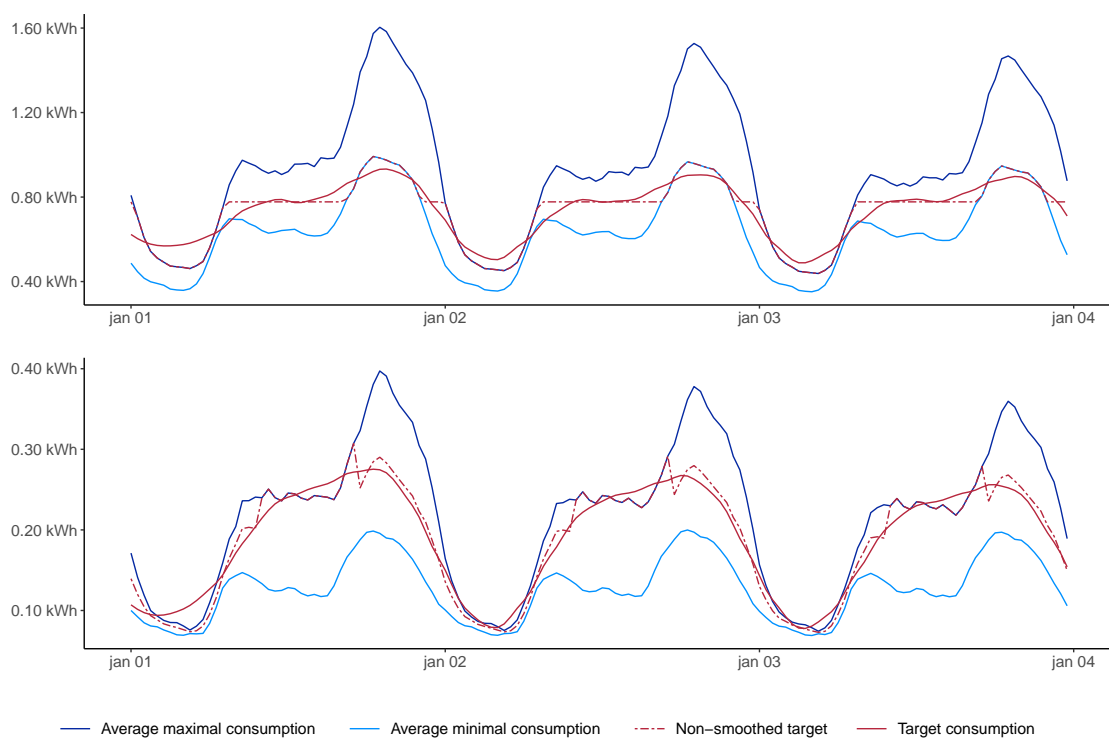 1.60 kWh
1.20 kWh
0.80 kWh
0.40 kWh
jan 01 jan 02 jan 03 jan 04
0.40 kWh
0.30 kWh
0.20 kWh
0.10 kWh
jan 01 jan 02 jan 03 jan 04
Average maximal consumption Average minimal consumption Non−smoothed target Target consumption